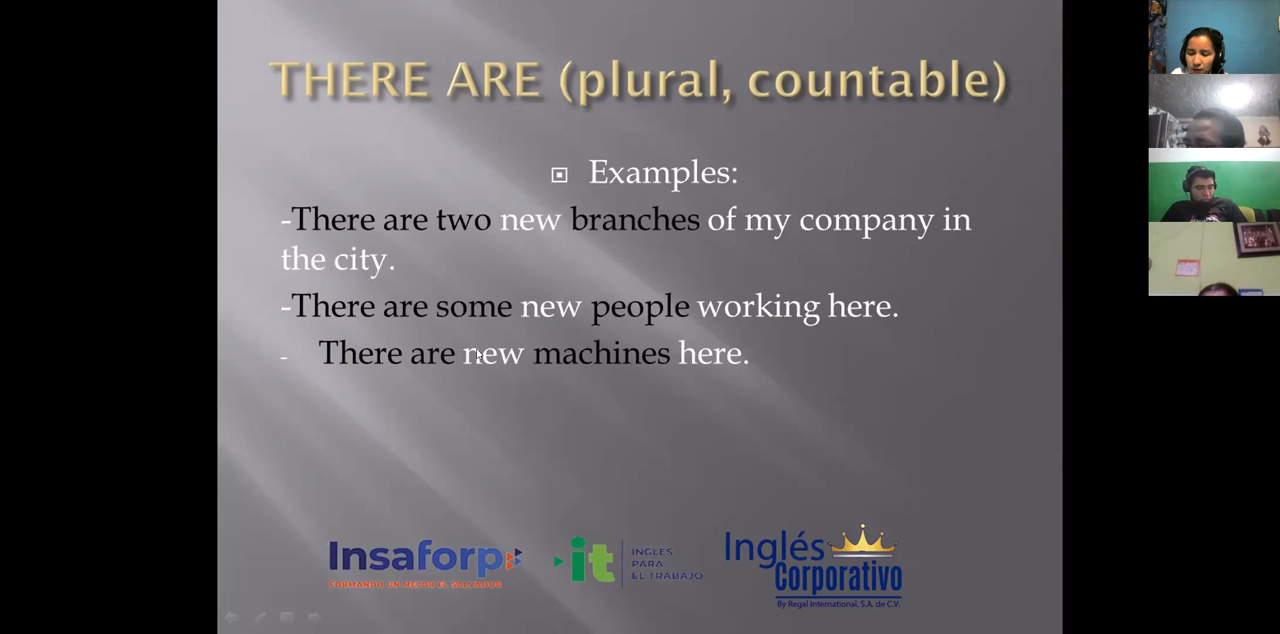 THERE ARE (plural, countable)
Examples:
-There are two new branches of my company in
the city.
-There are some new people working here.
- There are new machines here.
Insaforp
FORMANDO UN MEJOR EL SALVADOR
it
INGLES
PARA
EL TRABAJO
Inglés
Corporativo
By Regal International, S.A. de C.V.